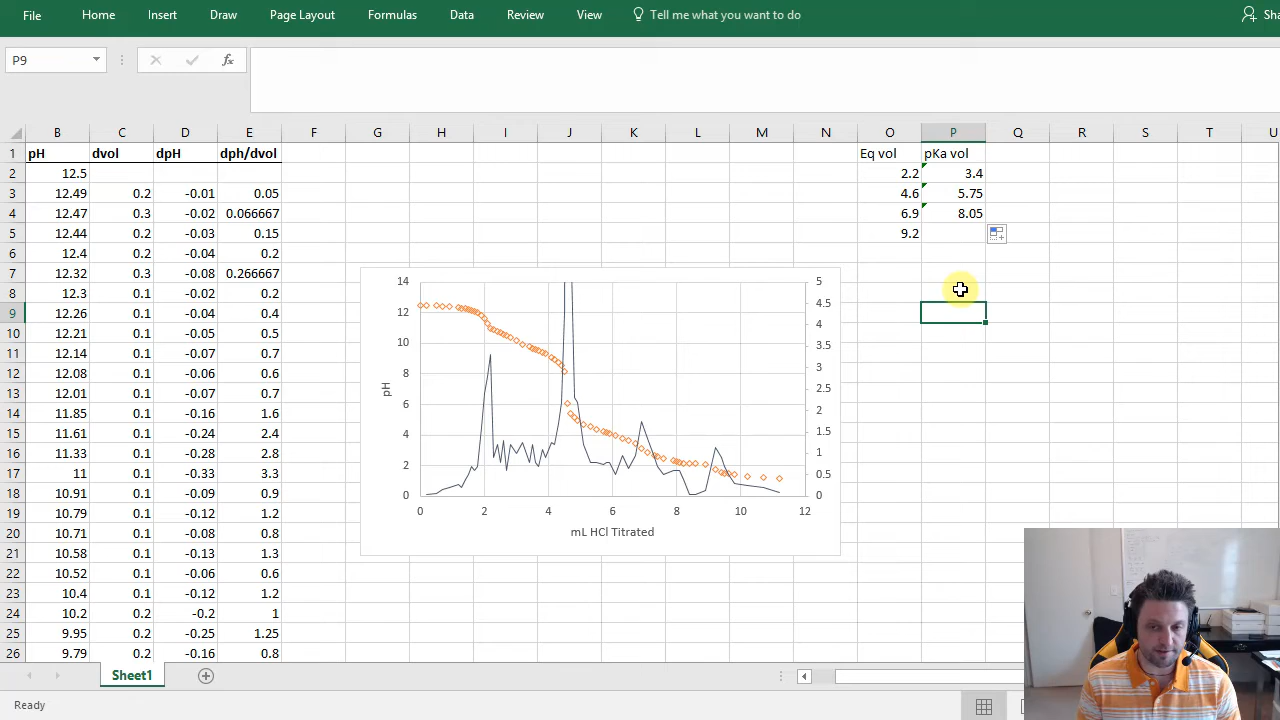 File Home Insert Draw Page Layout Formulas Data Review View Tell me what you want to do
P9 fx
B C D E F G H I J K L M N O P Q R S T
1 pH dvol dpH dph/dvol Eq vol pKa vol
2 12.5 2.2 3.4
3 12.49 0.2 -0.01 0.05 4.6 5.75
4 12.47 0.3 -0.02 0.066667 6.9 8.05
5 12.44 0.2 -0.03 0.15 9.2
6 12.4 0.2 -0.04 0.2
7 12.32 0.3 -0.08 0.266667
8 12.3 0.1 -0.02 0.2
9 12.26 0.1 -0.04 0.4
10 12.21 0.1 -0.05 0.5
11 12.14 0.1 -0.07 0.7
12 12.08 0.1 -0.06 0.6
13 12.01 0.1 -0.07 0.7
14 11.85 0.1 -0.16 1.6
15 11.61 0.1 -0.24 2.4
16 11.33 0.1 -0.28 2.8
17 11 0.1 -0.33 3.3
18 10.91 0.1 -0.09 0.9
19 10.79 0.1 -0.12 1.2
20 10.71 0.1 -0.08 0.8
21 10.58 0.1 -0.13 1.3
22 10.52 0.1 -0.06 0.6
23 10.4 0.1 -0.12 1.2
24 10.2 0.2 -0.2 1
25 9.95 0.2 -0.25 1.25
26 9.79 0.2 -0.16 0.8
14 5
4.5
12 4
10 3.5
3
8 2.5
pH
6 2
4 1.5
1
2 0.5
0 0
0 2 4 6 8 10 12
mL HCl Titrated
Sheet1
Ready